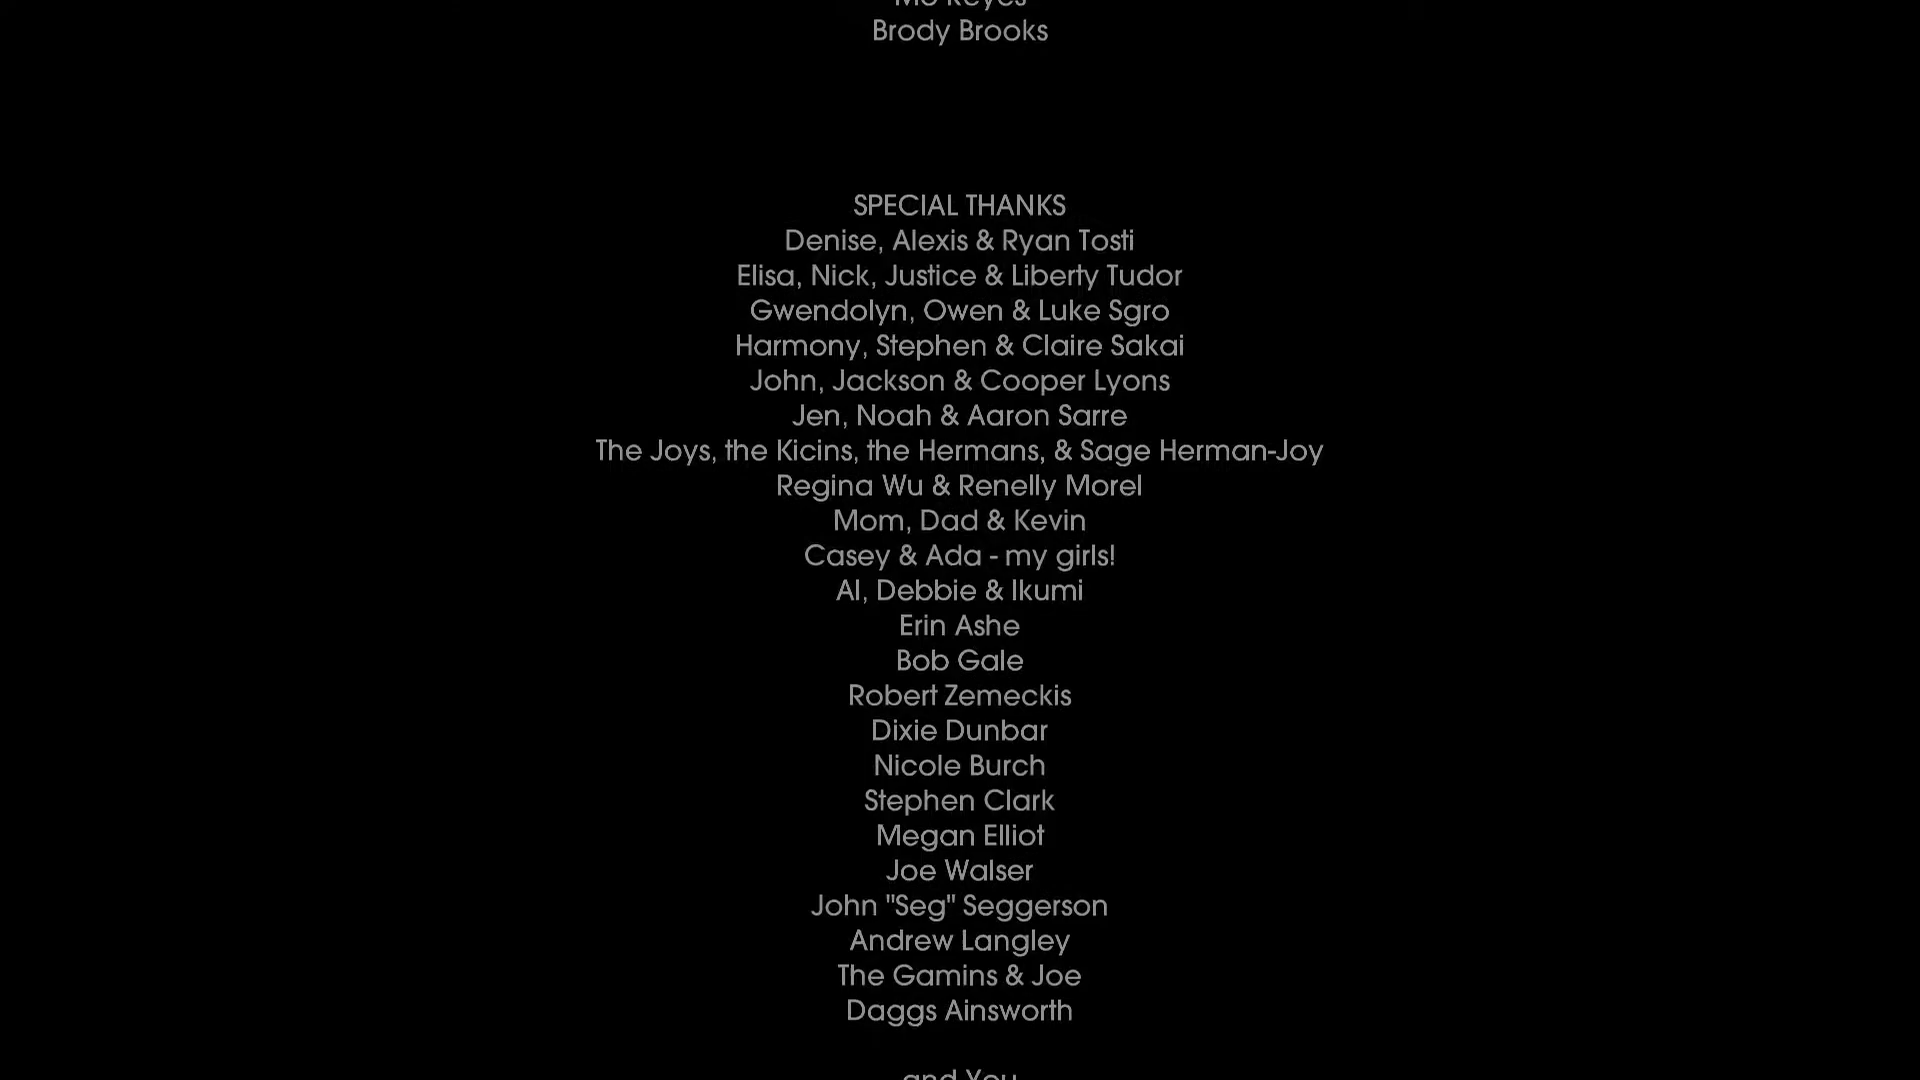 Mo Reyes
Brody Brooks
SPECIAL THANKS
Denise, Alexis & Ryan Tosti
Elisa, Nick, Justice & Liberty Tudor
Gwendolyn, Owen & Luke Sgro
Harmony, Stephen & Claire Sakai
John, Jackson & Cooper Lyons
Jen, Noah & Aaron Sarre
The Joys, the Kicins, the Hermans, & Sage Herman-Joy
Regina Wu & Renelly Morel
Mom, Dad & Kevin
Casey & Ada - my girls!
Al, Debbie & Ikumi
Erin Ashe
Bob Gale
Robert Zemeckis
Dixie Dunbar
Nicole Burch
Stephen Clark
Megan Elliot
Joe Walser
John "Seg" Seggerson
Andrew Langley
The Gamins & Joe
Daggs Ainsworth
and You